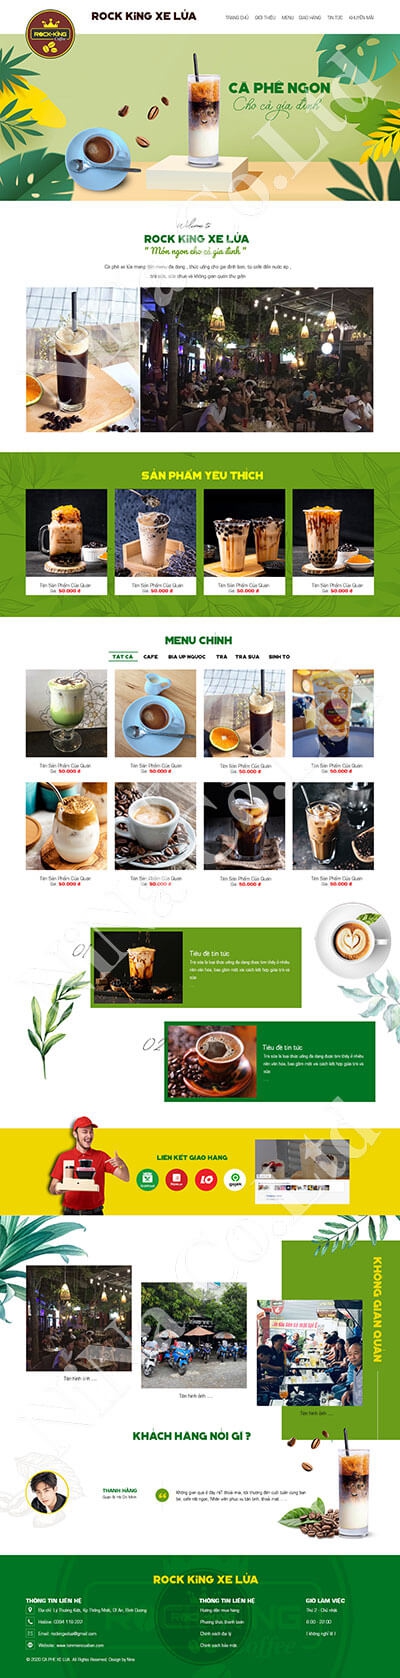 ROCK-KING
Coffee
ROCK KING XE LỬA
TRANG CHỦ GIỚI THIỆU MENU GIAO HÀNG TIN TỨC KHUYẾN MÃI
CÀ PHÊ NGON
Cho cả gia đình
Welcome to
ROCK KING XE LỬA
" Món ngon cho cả gia đình "
Cà phê xe lửa mang đến menu đa dạng , thức uống cho gia đình bạn, từ café đến nước ép ,
trà sữa, sữa chua và không gian quán thư giãn
SẢN PHẨM YÊU THÍCH
Tên Sản Phẩm Của Quán
Giá: 50.000 đ
Tên Sản Phẩm Của Quán
Giá: 50.000 đ
Tên Sản Phẩm Của Quán
Giá: 50.000 đ
Tên Sản Phẩm Của Quán
Giá: 50.000 đ
MENU CHÍNH
TẤT CẢ CAFE BIA ÚP NGƯỢC TRÀ TRÀ SỮA SINH TỐ
Tên Sản Phẩm Của Quán
Giá: 50.000 đ
Tên Sản Phẩm Của Quán
Giá: 50.000 đ
Tên Sản Phẩm Của Quán
Giá: 50.000 đ
Tên Sản Phẩm Của Quán
Giá: 50.000 đ
Tên Sản Phẩm Của Quán
Giá: 50.000 đ
Tên Sản Phẩm Của Quán
Giá: 50.000 đ
Tên Sản Phẩm Của Quán
Giá: 50.000 đ
Tên Sản Phẩm Của Quán
Giá: 50.000 đ
01
Tiêu đề tin tức
Trà sữa là loại thức uống đa dạng được tìm thấy ở nhiều
nền văn hóa, bao gồm một vài cách kết hợp giữa trà và
sữa
02
Tiêu đề tin tức
Trà sữa là loại thức uống đa dạng được tìm thấy ở nhiều
nền văn hóa, bao gồm một vài cách kết hợp giữa trà và
sữa
LIÊN KẾT GIAO HÀNG
gojek
KHÔNG GIAN QUÁN
Tên hình ảnh ....
Tên hình ảnh ....
Tên hình ảnh ....
KHÁCH HÀNG NÓI GÌ ?
THANH HẰNG
Quán Bi Hồ Chí Minh
Không gian quá ở đây rất thoải mái, tôi thường đến cuối tuần cùng bạn
bè, cafe rất ngon, Nhân viên phục vụ tận tình, thoải mái .....
ROCK KING XE LỬA
THÔNG TIN LIÊN HỆ
Địa chỉ: Lý Thường Kiệt, Kp Thống Nhất, Dĩ An, Bình Dương
Hotline: 0394 119 202
Website: www.tenmiencuaban.com
THÔNG TIN LIÊN HỆ
Hướng dẫn mua hàng
Phương thức thanh toán
Chính sách đại lý
Chính sách bảo mật
GIỜ LÀM VIỆC
Thứ 2 - Chủ nhật
6:00 - 22:00
( không nghỉ lễ )
© 2020 CÀ PHÊ XE LỬA. All Rights Reserved. Design by Nina
NINA Co.Ltd